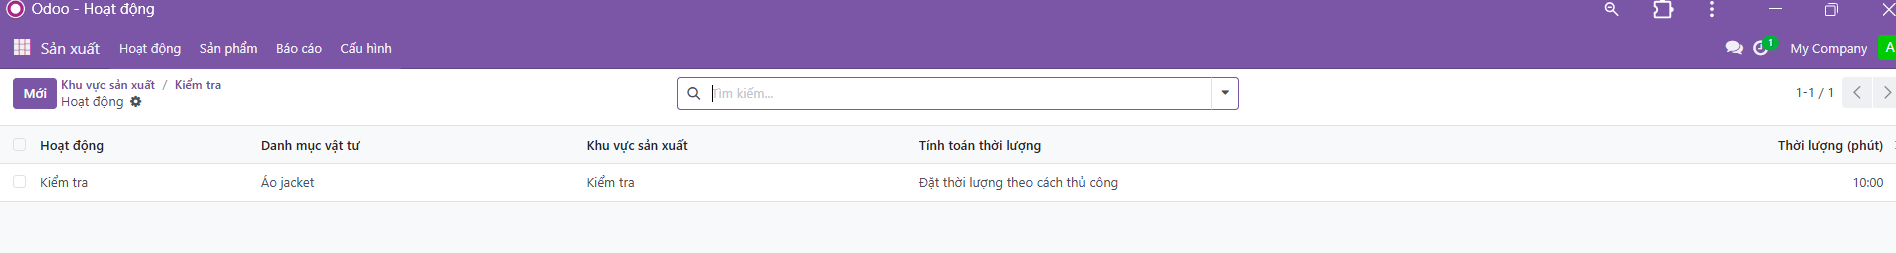 Odoo - Hoạt động
Sản xuất Hoạt động Sản phẩm Báo cáo Cấu hình 1 My Company A
Mới Khu vực sản xuất / Kiểm tra
Hoạt động
Tìm kiếm...
1-1 / 1
Hoạt động Danh mục vật tư Khu vực sản xuất Tính toán thời lượng Thời lượng (phút)
Kiểm tra Áo jacket Kiểm tra Đặt thời lượng theo cách thủ công 10:00